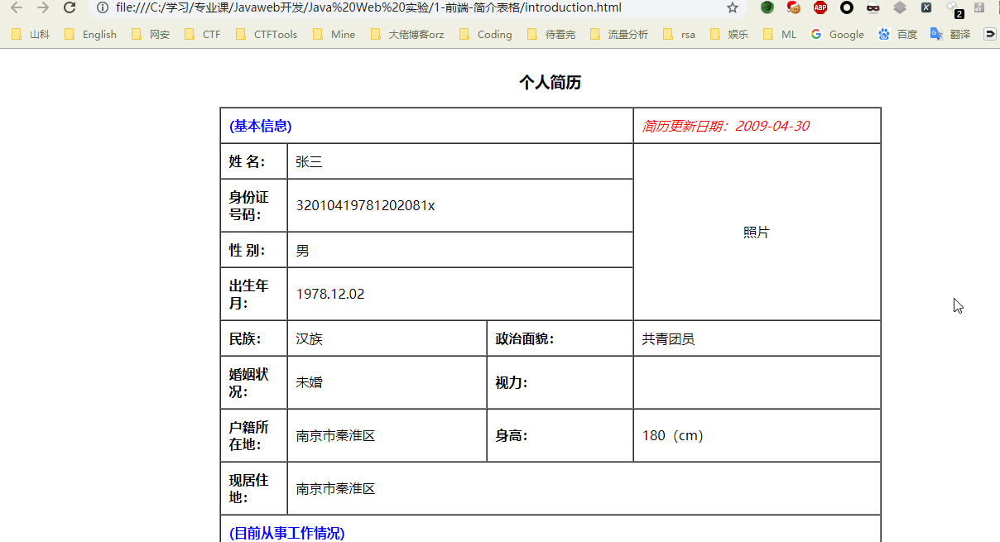 file:///C:/学习/专业课/Javaweb开发/Java%20Web%20实验/1-前端-简介表格/introduction.html
ABP
X
2
山科 English 网安 CTF CTFTools Mine 大佬博客orz Coding 待看完 流量分析 rsa 娱乐 ML Google 百度 翻译
个人简历
(基本信息) 简历更新日期：2009-04-30
姓 名： 张三
身份证
号码：
32010419781202081x
照片
性 别： 男
出生年
月：
1978.12.02
民族： 汉族 政治面貌： 共青团员
婚姻状
况：
未婚 视力：
户籍所
在地：
南京市秦淮区 身高： 180（cm）
现居住
地：
南京市秦淮区
(目前从事工作情况)